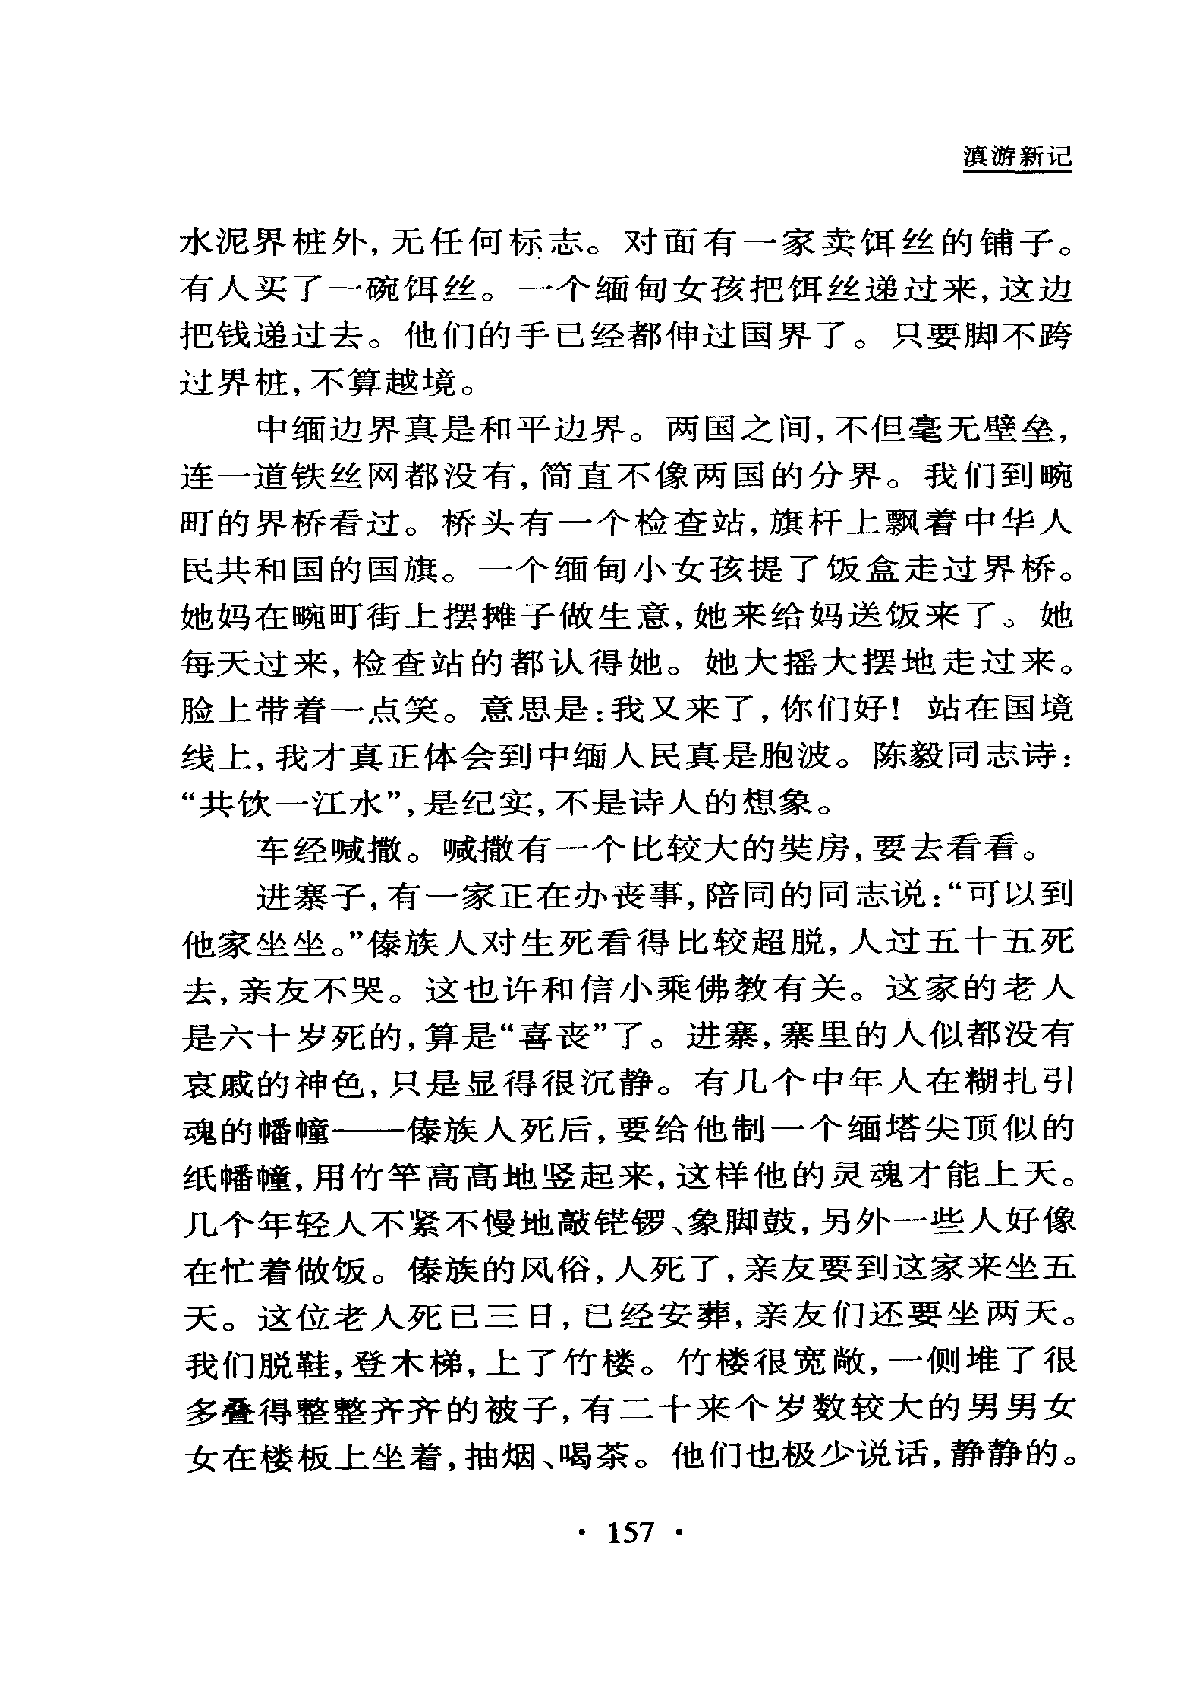 滇游新记
水泥界桩外,无任何标志。对面有一家卖饵丝的铺子。
有人买了一碗饵丝。一个缅甸女孩把饵丝递过来,这边
把钱递过去。他们的手已经都伸过国界了。只要脚不跨
过界桩,不算越境。
中缅边界真是和平边界。两国之间,不但毫无壁垒,
连一道铁丝网都没有,简直不像两国的分界。我们到畹
町的界桥看过。桥头有一个检查站,旗杆上飘着中华人
民共和国的国旗。一个缅甸小女孩提了饭盒走过界桥。
她妈在畹町街上摆摊子做生意,她来给妈送饭来了。她
每天过来,检查站的都认得她。她大摇大摆地走过来。
脸上带着一点笑。意思是:我又来了,你们好!站在国境
线上,我才真正体会到中缅人民真是胞波。陈毅同志诗:
“共饮一江水”,是纪实,不是诗人的想象。
车经喊撒。喊撒有一个比较大的奘房,要去看看。
进寨子,有一家正在办丧事,陪同的同志说:“可以到
他家坐坐。”傣族人对生死看得比较超脱,人过五十五死
去,亲友不哭。这也许和信小乘佛教有关。这家的老人
是六十岁死的,算是“喜丧”了。进寨,寨里的人似都没有
哀戚的神色,只是显得很沉静。有几个中年人在糊扎引
魂的幡幢——傣族人死后,要给他制一个缅塔尖顶似的
纸幡幢,用竹竿高高地竖起来,这样他的灵魂才能上天。
几个年轻人不紧不慢地敲铓锣、象脚鼓,另外一些人好像
在忙着做饭。傣族的风俗,人死了,亲友要到这家来坐五
天。这位老人死已三日,已经安葬,亲友们还要坐两天。
我们脱鞋,登木梯,上了竹楼。竹楼很宽敞,一侧堆了很
多叠得整整齐齐的被子,有二十来个岁数较大的男男女
女在楼板上坐着,抽烟、喝茶。他们也极少说话,静静的。
· 157 ·